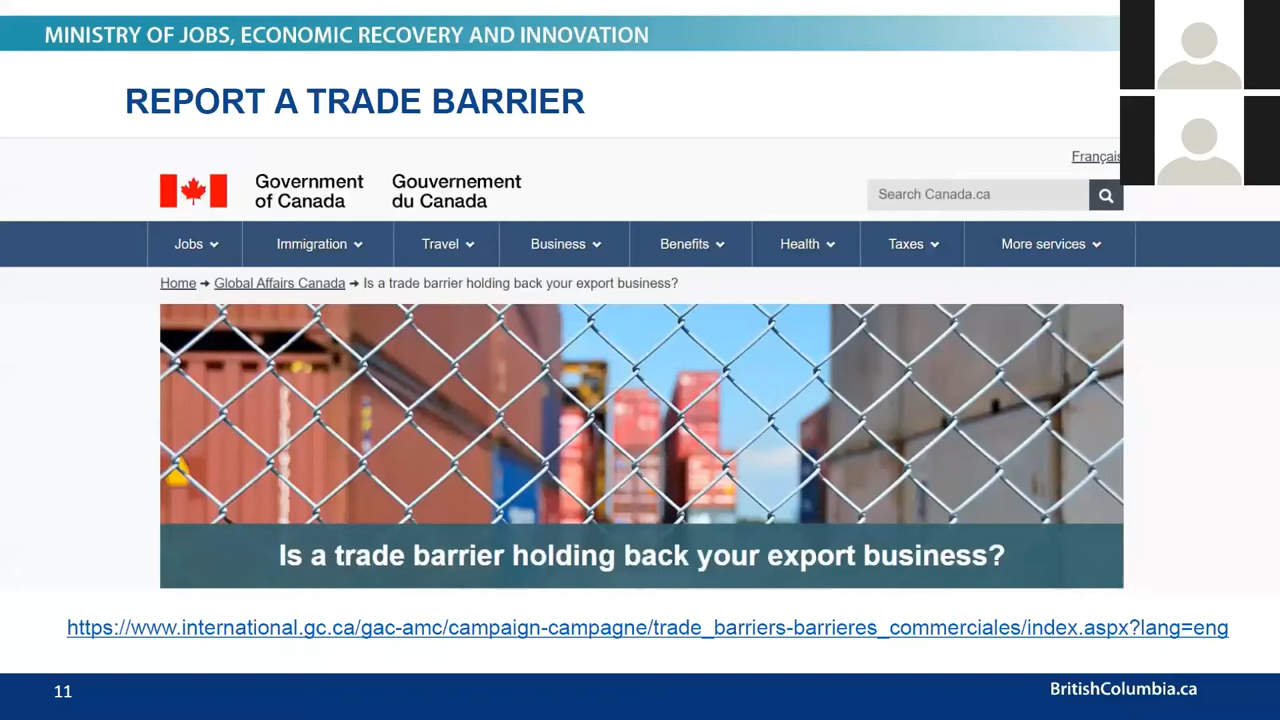 MINISTRY OF JOBS, ECONOMIC RECOVERY AND INNOVATION
REPORT A TRADE BARRIER
Français
Government of Canada
Gouvernement du Canada
Search Canada.ca
Jobs Immigration Travel Business Benefits Health Taxes More services
Home → Global Affairs Canada → Is a trade barrier holding back your export business?
Is a trade barrier holding back your export business?
https://www.international.gc.ca/gac-amc/campaign-campagne/trade_barriers-barrieres_commerciales/index.aspx?lang=eng
11
BritishColumbia.ca